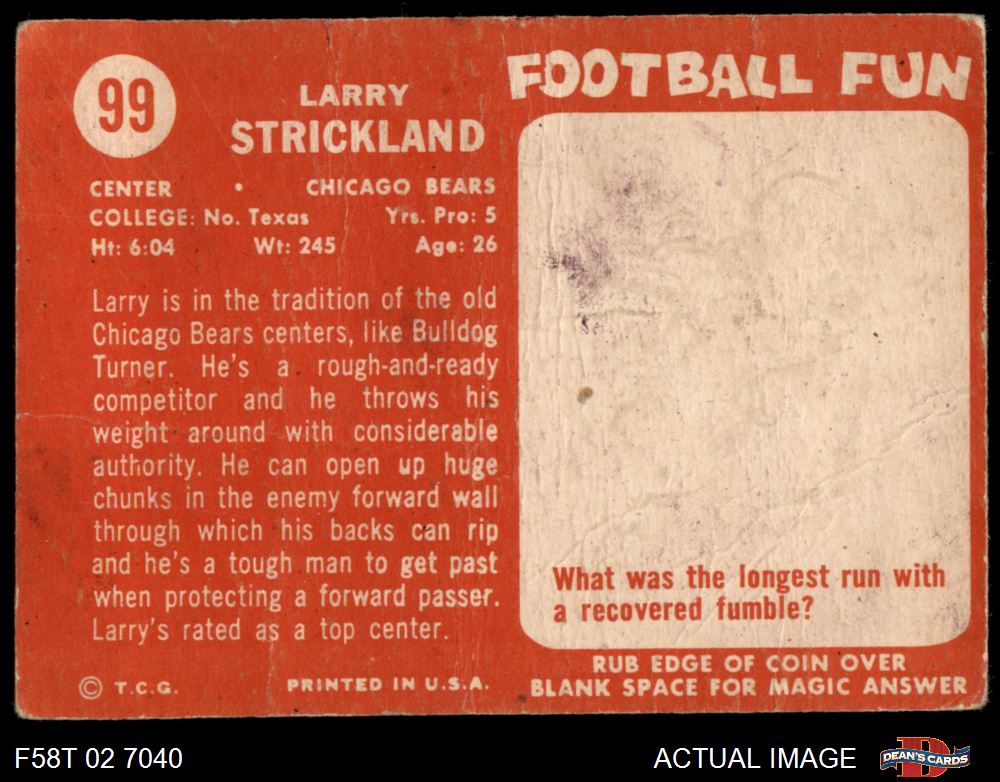 99
LARRY
STRICKLAND
CENTER • CHICAGO BEARS
COLLEGE: No. Texas Yrs. Pro: 5
Ht: 6:04 Wt: 245 Age: 26
Larry is in the tradition of the old
Chicago Bears centers, like Bulldog
Turner. He's a rough-and-ready
competitor and he throws his
weight around with considerable
authority. He can open up huge
chunks in the enemy forward wall
through which his backs can rip
and he's a tough man to get past
when protecting a forward passer.
Larry's rated as a top center.
© T.C.G. PRINTED IN U.S.A.
FOOTBALL FUN
What was the longest run with
a recovered fumble?
RUB EDGE OF COIN OVER
BLANK SPACE FOR MAGIC ANSWER
F58T 02 7040
ACTUAL IMAGE
D
DEAN'S CARDS